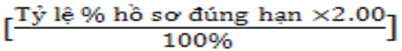 [Tỷ lệ % hồ sơ đúng hạn ×2.00
100%]